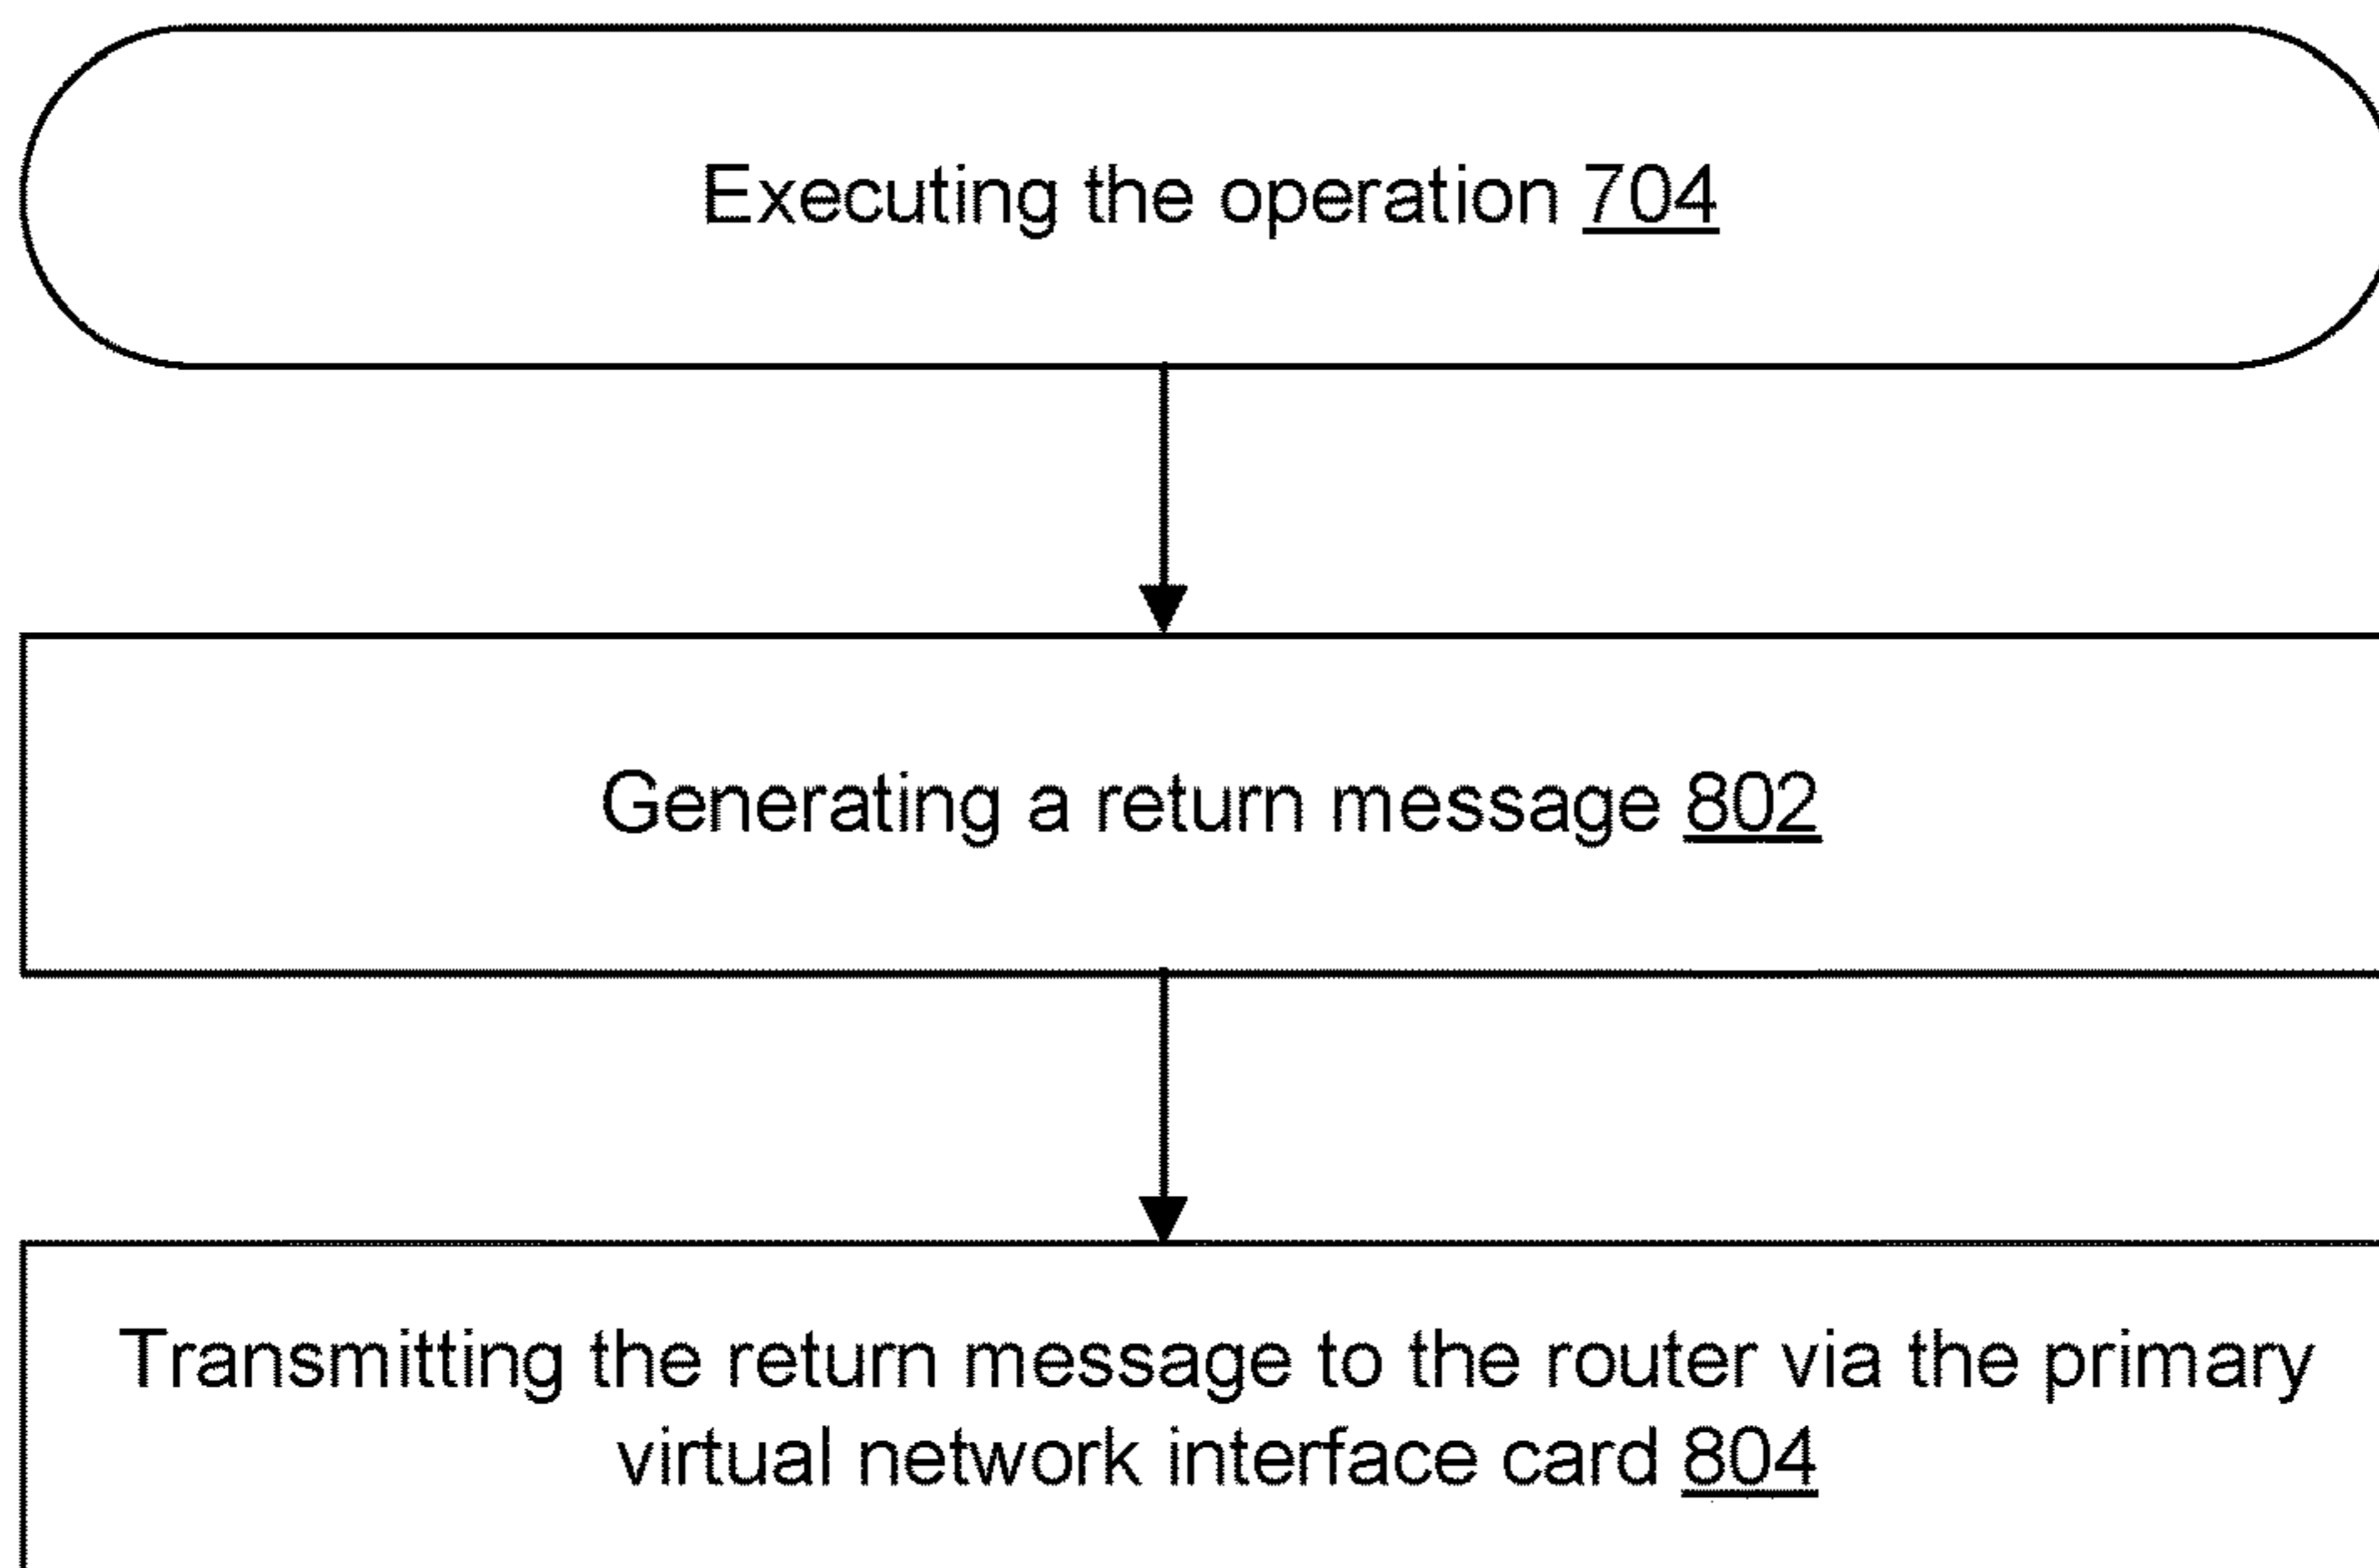 Executing the operation 704
Generating a return message 802
Transmitting the return message to the router via the primary
virtual network interface card 804